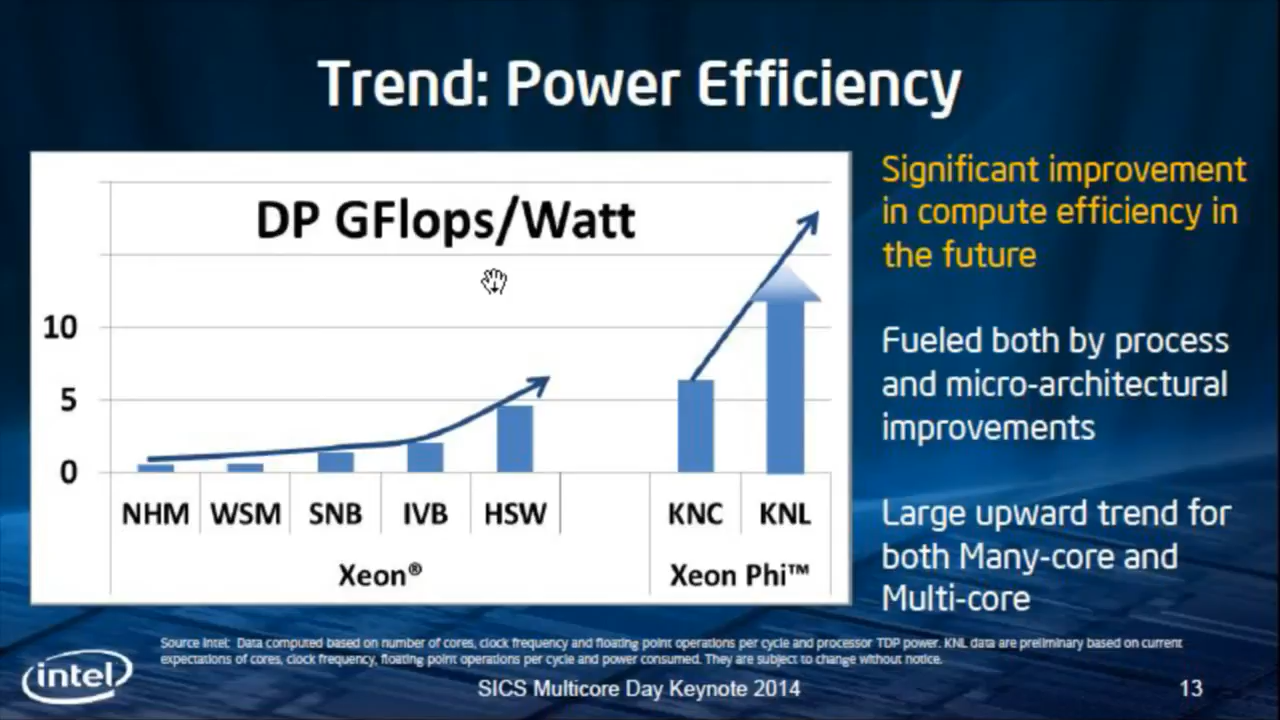 Trend: Power Efficiency
DP GFlops/Watt
10
5
0
NHM WSM SNB IVB HSW KNC KNL
Xeon® Xeon Phi™
Significant improvement
in compute efficiency in
the future
Fueled both by process
and micro-architectural
improvements
Large upward trend for
both Many-core and
Multi-core
Source Intel: Data computed based on number of cores, clock frequency and floating point operations per cycle and processor TDP power. KNL data are preliminary based on current
expectations of cores, clock frequency, floating point operations per cycle and power consumed. They are subject to change without notice.
intel
SICS Multicore Day Keynote 2014
13